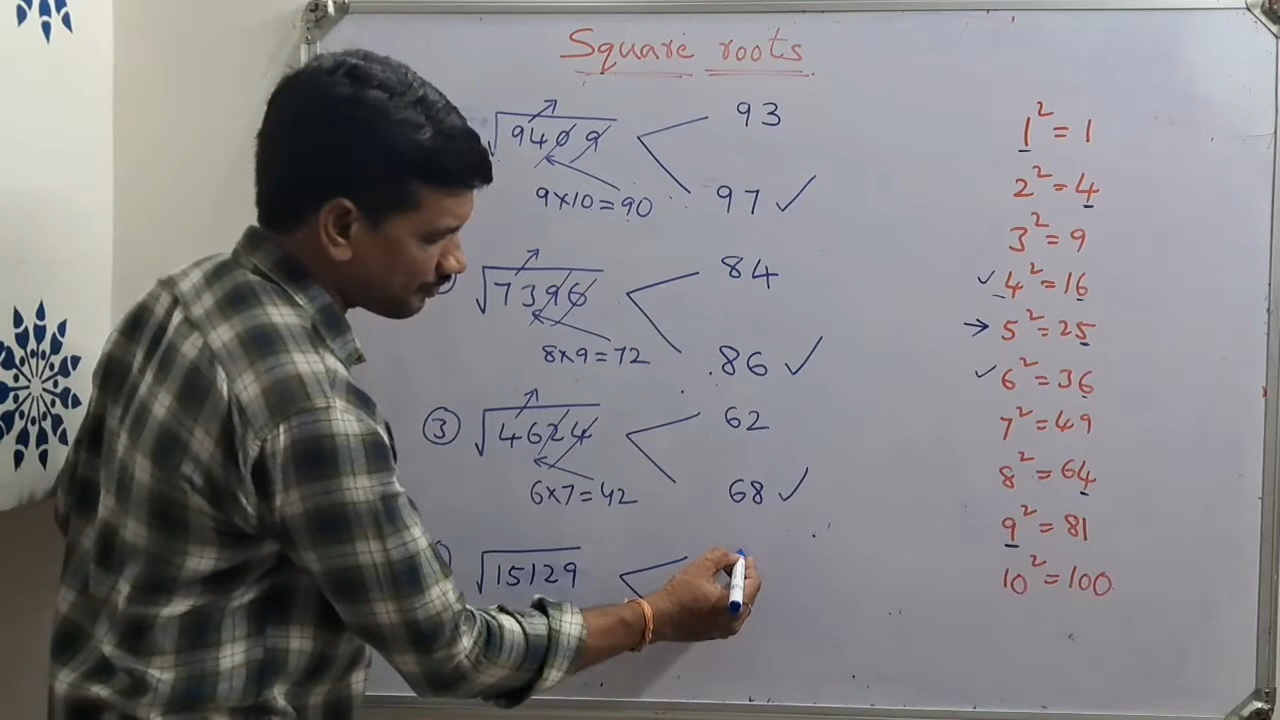 Square roots
√9409 93
9×10=90 97 ✓
√7396 84
8×9=72 86 ✓
③ √4624 62
6×7=42 68 ✓
√15129
1²=1
2²=4
3²=9
✓ 4²=16
→ 5²=25
✓ 6²=36
7²=49
8²=64
9²=81
10²=100